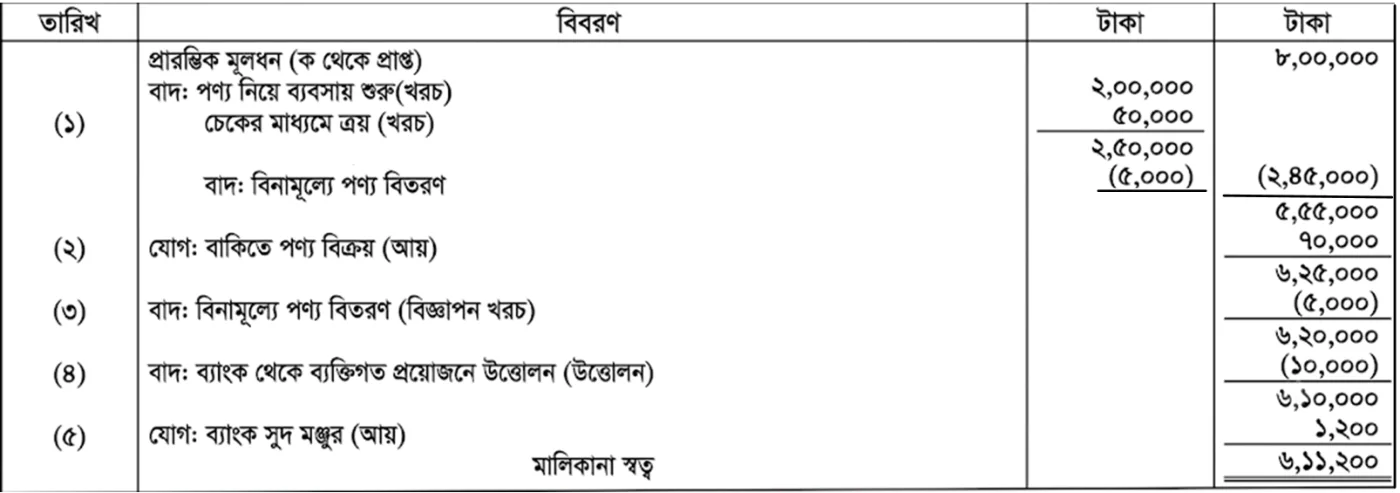 তারিখ বিবরণ টাকা টাকা
প্রারম্ভিক মূলধন (ক থেকে প্রাপ্ত) ৮,০০,০০০
বাদ: পণ্য নিয়ে ব্যবসায় শুরু(খরচ) ২,০০,০০০
(১) চেকের মাধ্যমে ত্রয় (খরচ) ৫০,০০০
২,৫০,০০০
বাদ: বিনামূল্যে পণ্য বিতরণ (৫,০০০) (২,৪৫,০০০)
৫,৫৫,০০০
(২) যোগ: বাকিতে পণ্য বিক্রয় (আয়) ৭০,০০০
৬,২৫,০০০
(৩) বাদ: বিনামূল্যে পণ্য বিতরণ (বিজ্ঞাপন খরচ) (৫,০০০)
৬,২০,০০০
(৪) বাদ: ব্যাংক থেকে ব্যক্তিগত প্রয়োজনে উত্তোলন (উত্তোলন) (১০,০০০)
৬,১০,০০০
(৫) যোগ: ব্যাংক সুদ মঞ্জুর (আয়) ১,২০০
মালিকানা স্বত্ব ৬,১১,২০০